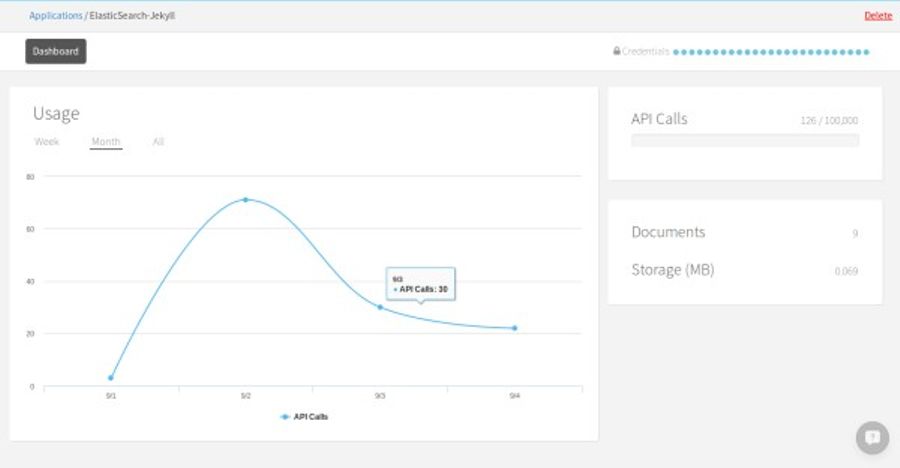 Applications / ElasticSearch-Jekyll
Delete
Dashboard
Credentials
Usage
Week Month All
80
60
40
20
0
9/3
API Calls: 30
9/1 9/2 9/3 9/4
API Calls
API Calls 126 / 100,000
Documents 9
Storage (MB) 0.069